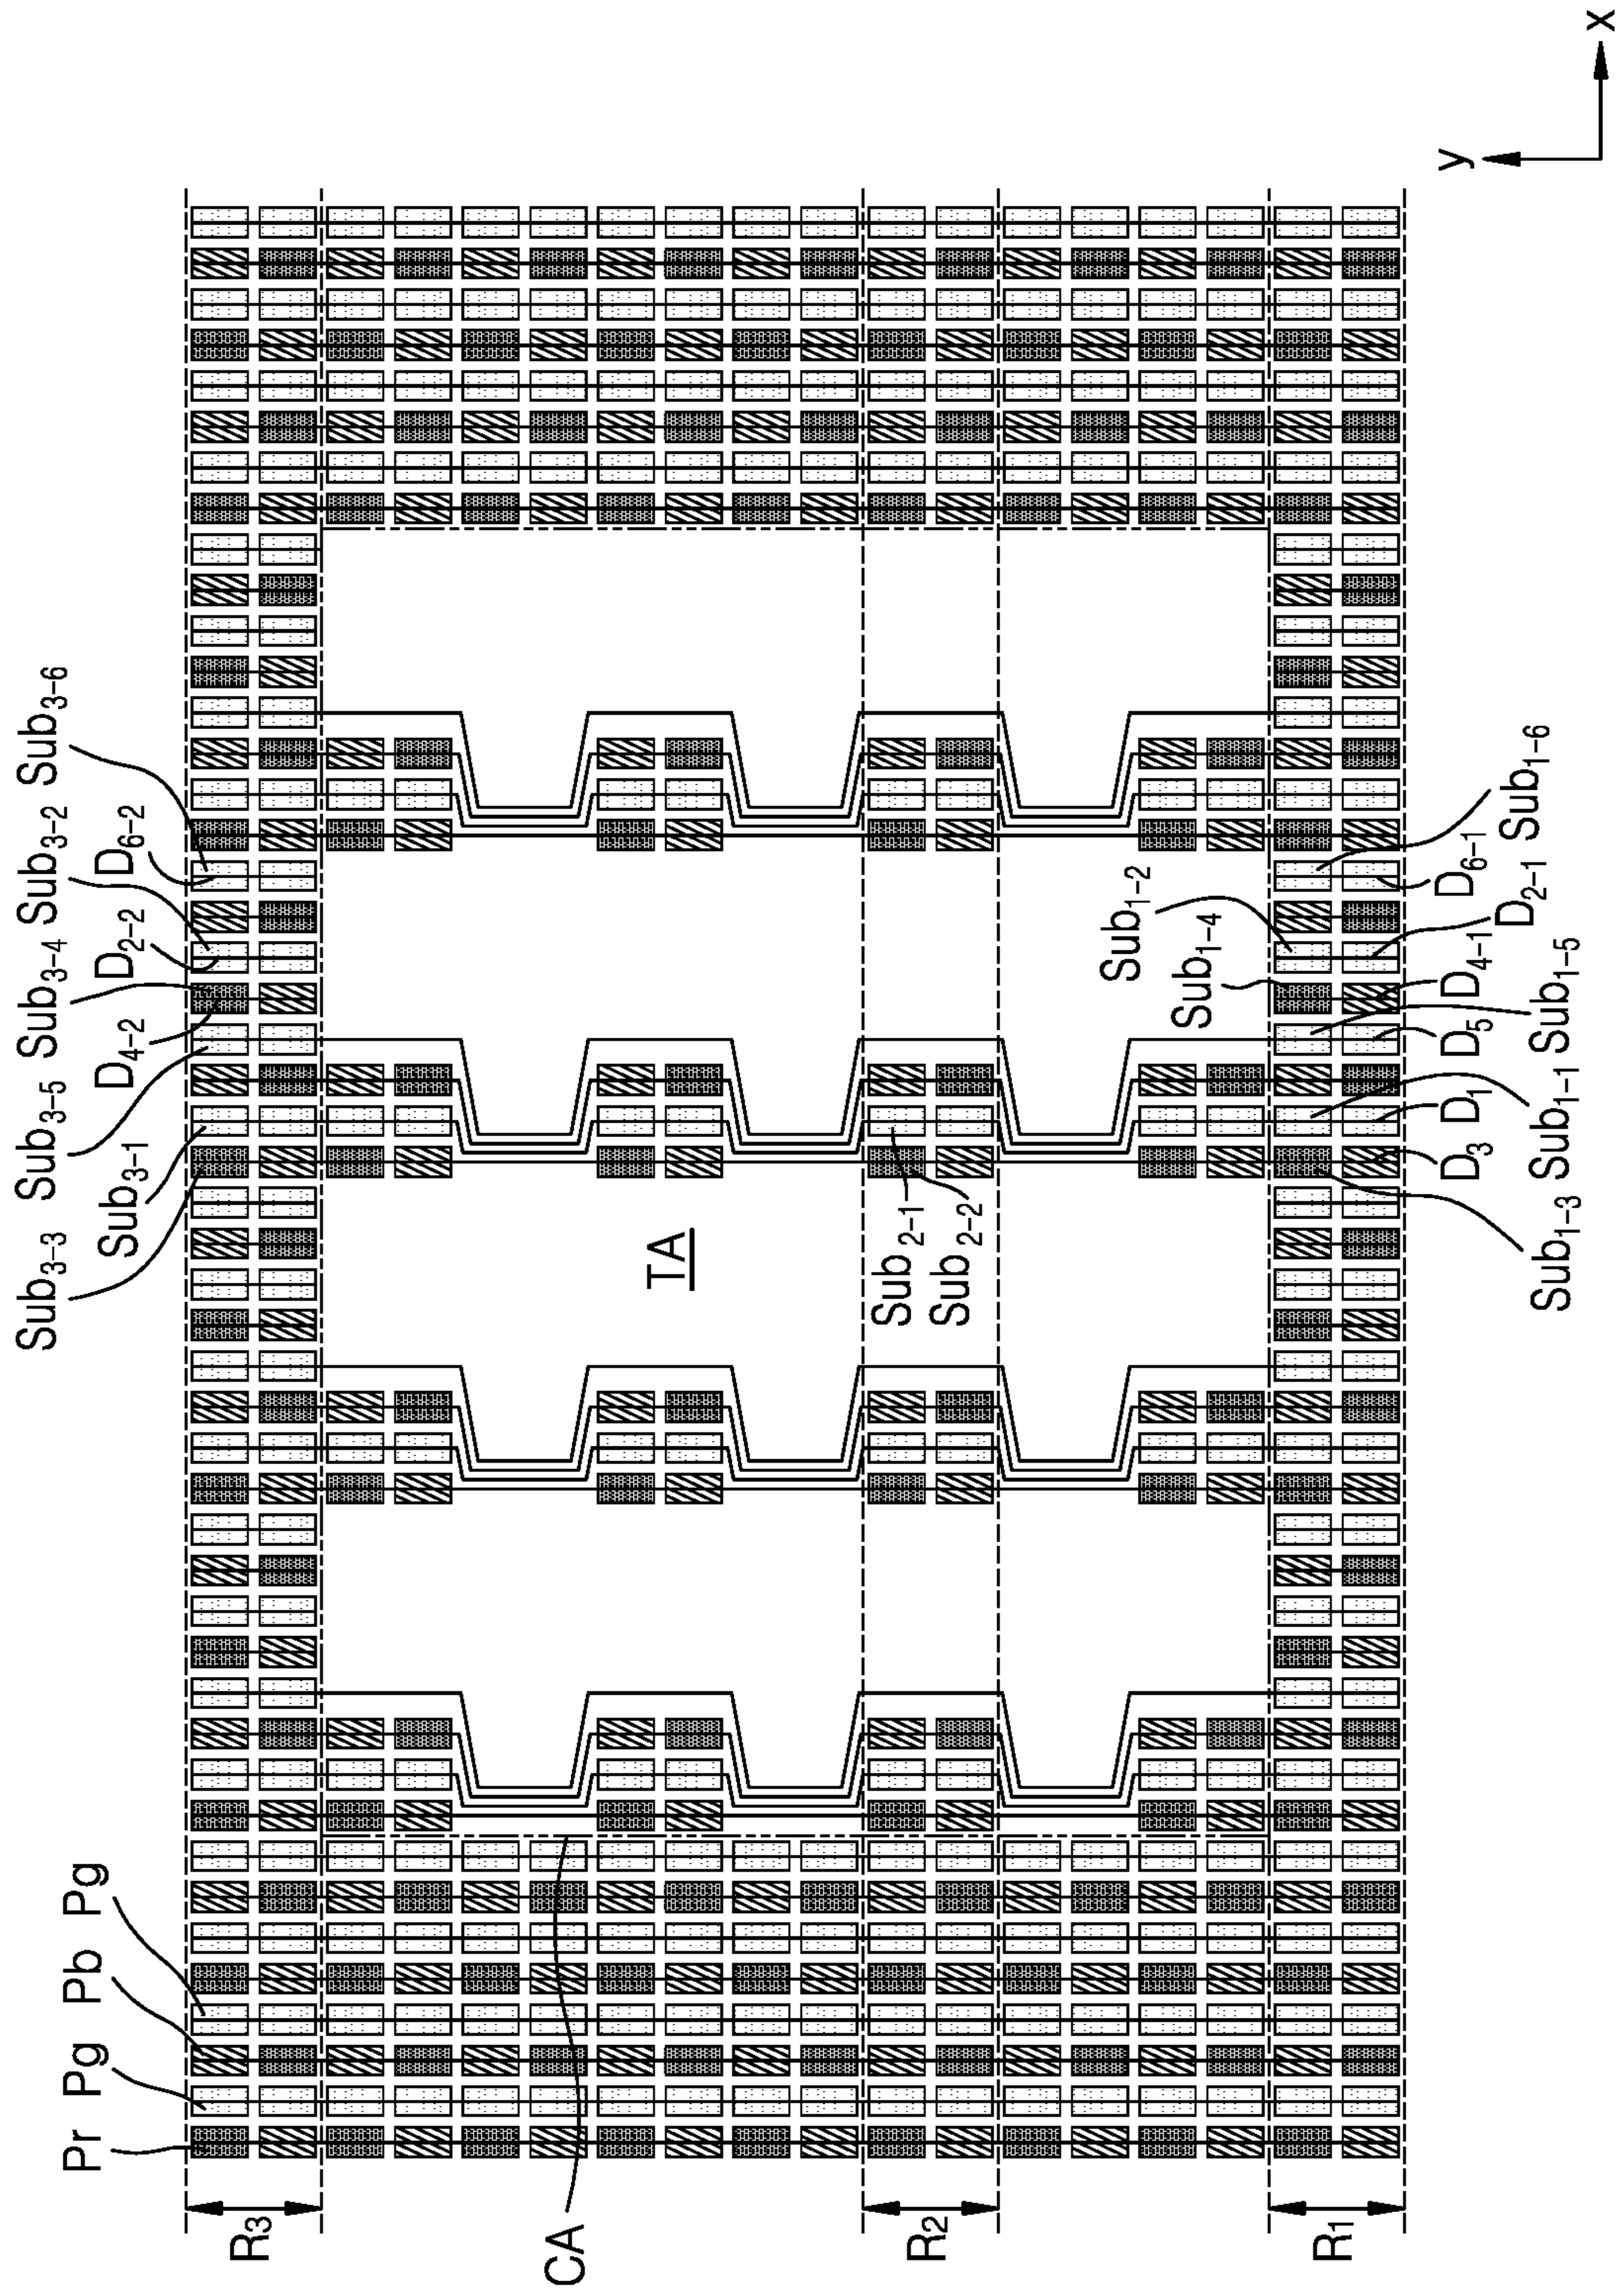 Sub₃₋₆
Sub₃₋₂
D₆₋₂
Sub₃₋₄
D₂₋₂
Sub₃₋₅
D₄₋₂
Sub₃₋₁
Sub₃₋₃
Pg
Pb
Pg
Pr
R₃
TA
Sub₂₋₁
Sub₂₋₂
CA
R₂
R₁
Sub₁₋₂
Sub₁₋₄
Sub₁₋₆
D₆₋₁
D₂₋₁
D₄₋₁
Sub₁₋₅
D₅
D₁
Sub₁₋₁
D₃
Sub₁₋₃
y
x